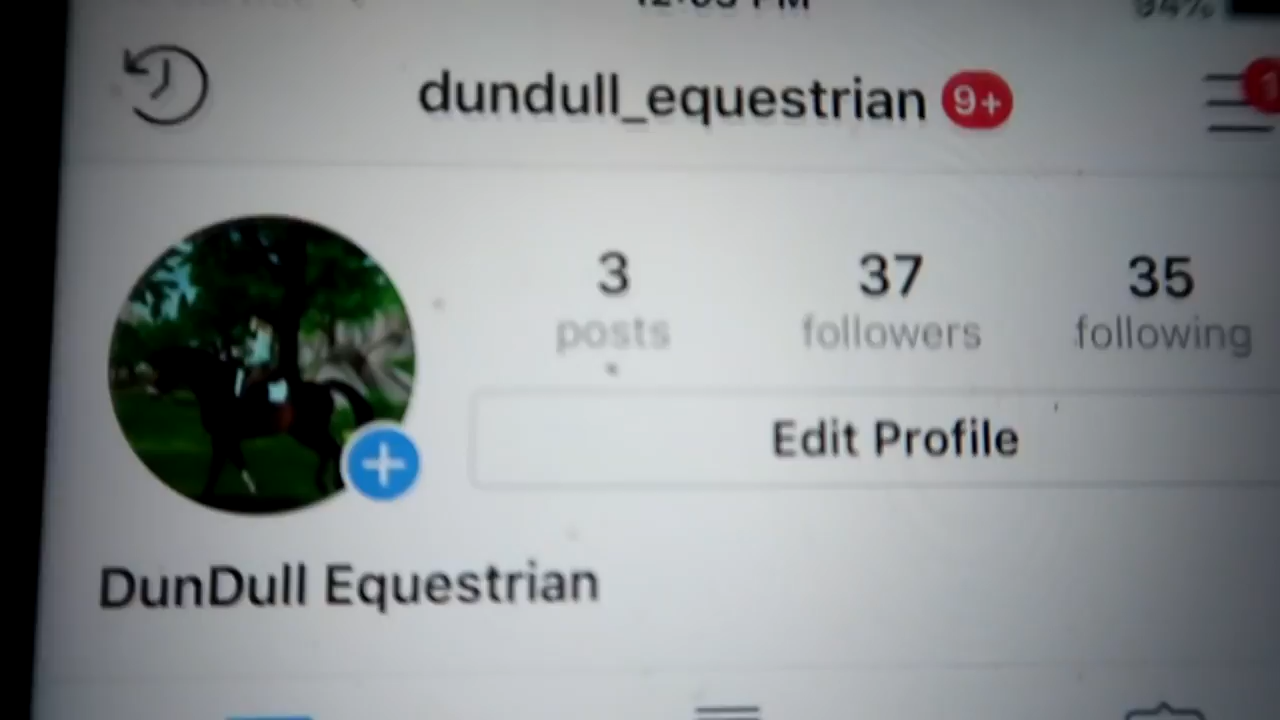 dundull_equestrian 9+
3 37 35
posts followers following
Edit Profile
DunDull Equestrian